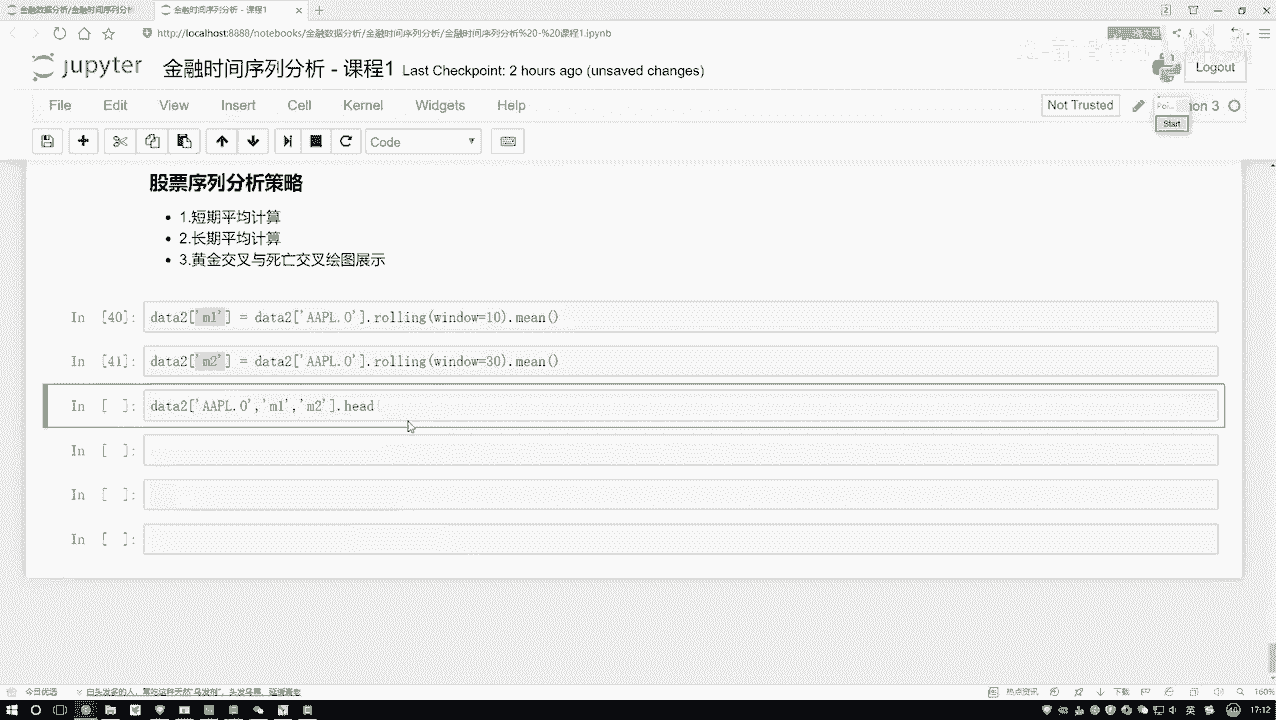 金融数据分析/金融时间序列分析
金融时间序列分析 - 课程1
http://localhost:8888/notebooks/金融数据分析/金融时间序列分析/金融时间序列分析%20-%20课程1.ipynb
jupyter 金融时间序列分析 - 课程1 Last Checkpoint: 2 hours ago (unsaved changes)
Logout
File Edit View Insert Cell Kernel Widgets Help
Not Trusted
on 3
Start
Code
股票序列分析策略
1.短期平均计算
2.长期平均计算
3.黄金交叉与死亡交叉绘图展示
In [40]: data2['m1'] = data2['AAPL.O'].rolling(window=10).mean()
In [41]: data2['m2'] = data2['AAPL.O'].rolling(window=30).mean()
In [ ]: data2['AAPL.O','m1','m2'].head
In [ ]:
In [ ]:
In [ ]:
今日优选
热点资讯
下载
160%
英
17:12